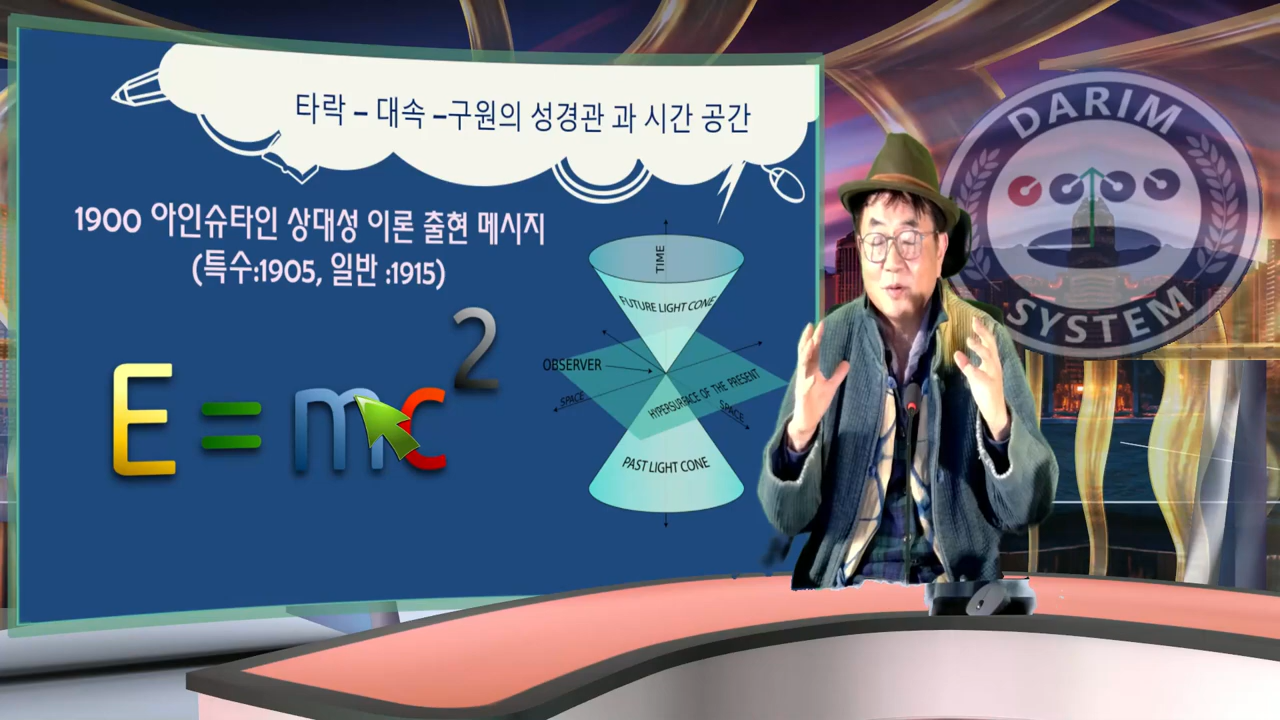 타락 – 대속 –구원의 성경관 과 시간 공간
1900 아인슈타인 상대성 이론 출현 메시지
(특수:1905, 일반 :1915)
E = mc²
TIME
FUTURE LIGHT CONE
OBSERVER
SPACE
HYPERSURFACE OF THE PRESENT
SPACE
PAST LIGHT CONE
DARIM
SYSTEM